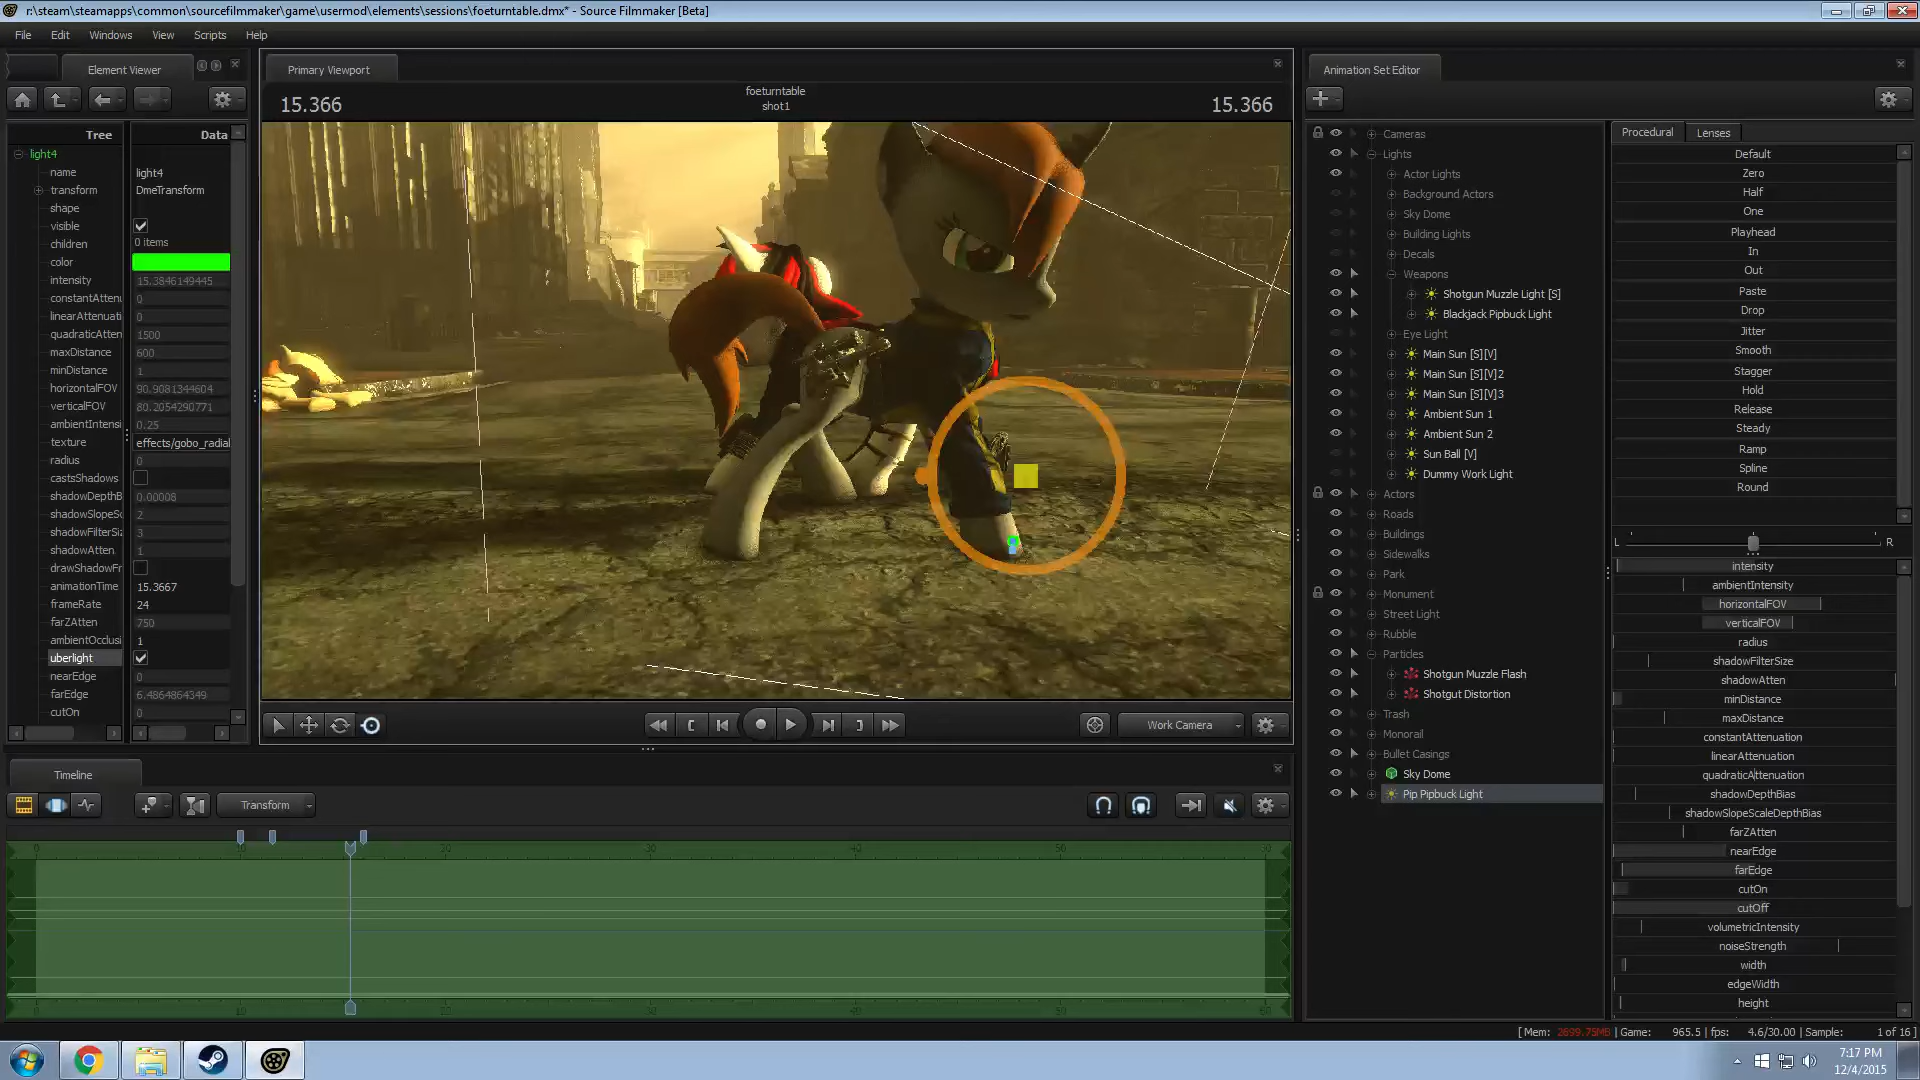 r:\steam\steamapps\common\sourcefilmmaker\game\usermod\elements\sessions\foeturntable.dmx* - Source Filmmaker [Beta]
File Edit Windows View Scripts Help
Element Viewer
Tree Data
light4
name light4
transform DmeTransform
shape
visible
children 0 items
color
intensity 15.3846149445
constantAttenu 0
linearAttenuati 0
quadraticAtten 1500
maxDistance 600
minDistance 1
horizontalFOV 90.9081344604
verticalFOV 80.2054290771
ambientIntensi 0.25
texture effects/gobo_radial
radius 0
castsShadows
shadowDepthB 0.00008
shadowSlopeSc 2
shadowFilterSiz 3
shadowAtten 1
drawShadowFr
animationTime 15.3667
frameRate 24
farZAtten 750
ambientOcclusi 1
uberlight
nearEdge 0
farEdge 6.4864864349
cutOn 0
Primary Viewport
15.366 foeturntable 15.366
shot1
Work Camera
Timeline
Transform
Animation Set Editor
Cameras
Lights
Actor Lights
Background Actors
Sky Dome
Building Lights
Decals
Weapons
Shotgun Muzzle Light [S]
Blackjack Pipbuck Light
Eye Light
Main Sun [S][V]
Main Sun [S][V]2
Main Sun [S][V]3
Ambient Sun 1
Ambient Sun 2
Sun Ball [V]
Dummy Work Light
Actors
Roads
Buildings
Sidewalks
Park
Monument
Street Light
Rubble
Particles
Shotgun Muzzle Flash
Shotgut Distortion
Trash
Monorail
Bullet Casings
Sky Dome
Pip Pipbuck Light
Procedural Lenses
Default
Zero
Half
One
Playhead
In
Out
Paste
Drop
Jitter
Smooth
Stagger
Hold
Release
Steady
Ramp
Spline
Round
L R
intensity
ambientIntensity
horizontalFOV
verticalFOV
radius
shadowFilterSize
shadowAtten
minDistance
maxDistance
constantAttenuation
linearAttenuation
quadraticAttenuation
shadowDepthBias
shadowSlopeScaleDepthBias
farZAtten
nearEdge
farEdge
cutOn
cutOff
volumetricIntensity
noiseStrength
width
edgeWidth
height
[ Mem: 2699.75MB | Game: 965.5 | fps: 4.6/30.00 | Sample: 1 of 16 ]
7:17 PM
12/4/2015